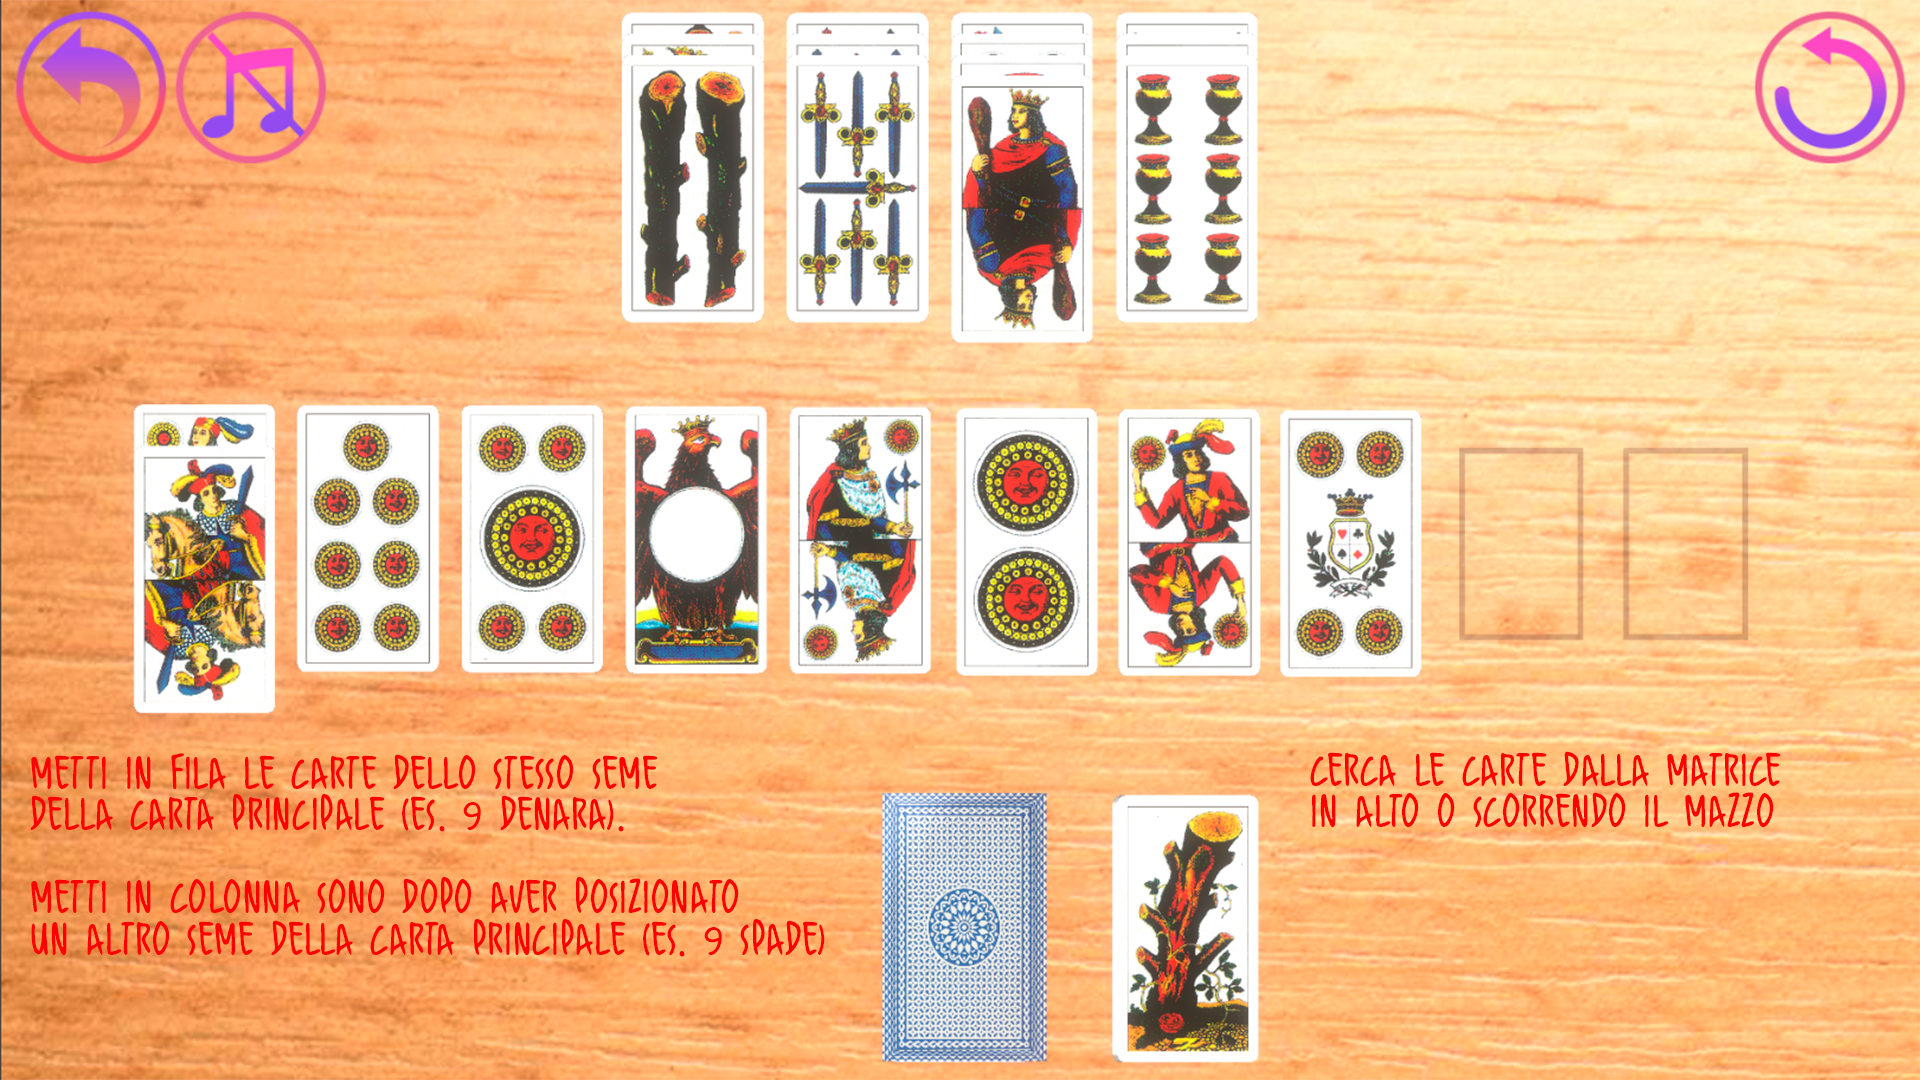 METTI IN FILA LE CARTE DELLO STESSO SEME
DELLA CARTA PRINCIPALE (ES. 9 DENARA).
METTI IN COLONNA SONO DOPO AVER POSIZIONATO
UN ALTRO SEME DELLA CARTA PRINCIPALE (ES. 9 SPADE)
CERCA LE CARTE DALLA MATRICE
IN ALTO O SCORRENDO IL MAZZO